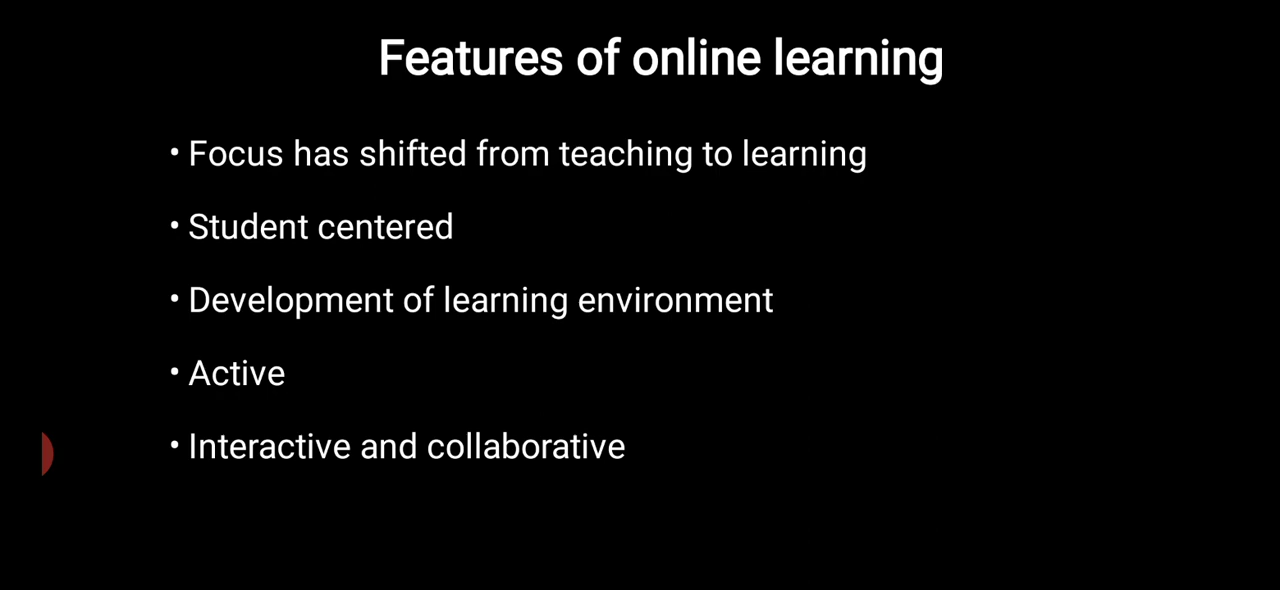 Features of online learning
• Focus has shifted from teaching to learning
• Student centered
• Development of learning environment
• Active
• Interactive and collaborative